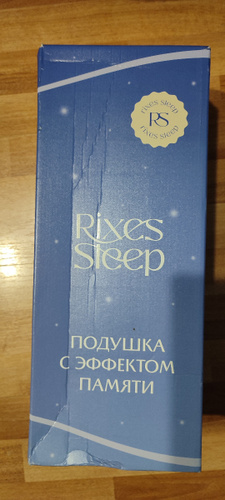 rixes sleep
RS
rixes sleep
Rixes
Sleep
ПОДУШКА
С ЭФФЕКТОМ
ПАМЯТИ